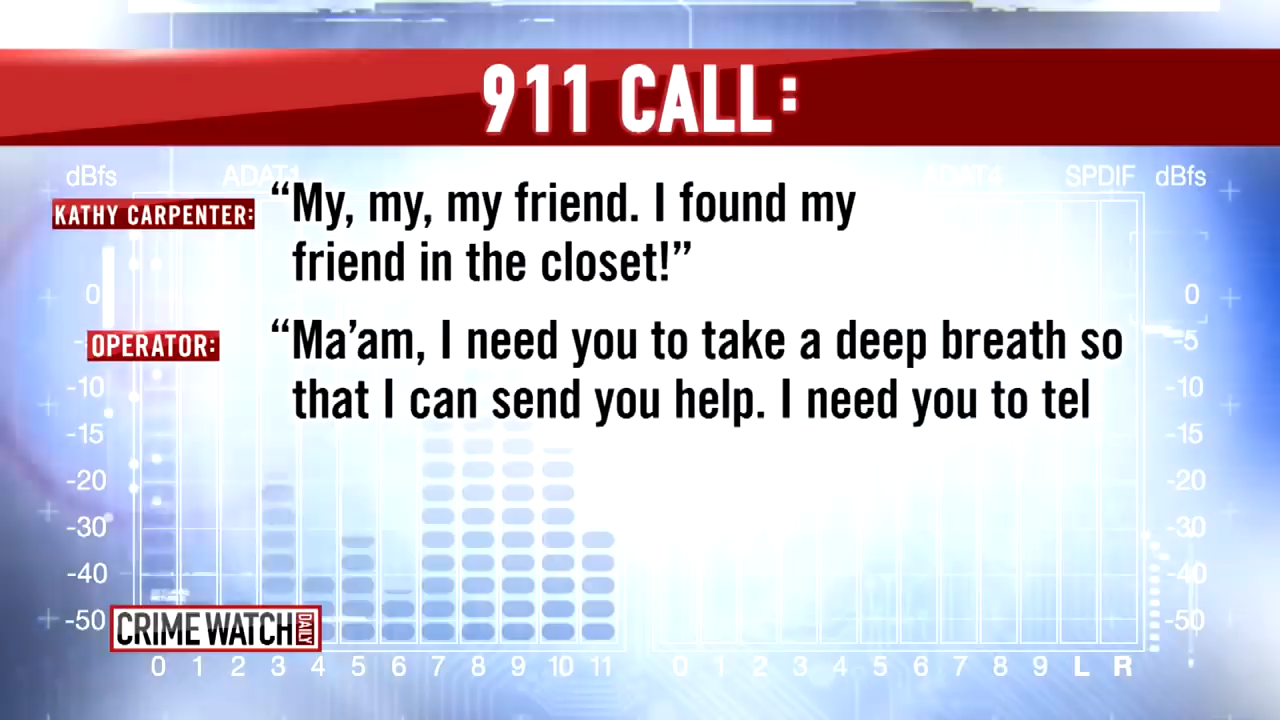 911 CALL:
dBfs ADAT1 ADAT4 SPDIF dBfs
KATHY CARPENTER: “My, my, my friend. I found my
friend in the closet!”
0 0
OPERATOR: “Ma’am, I need you to take a deep breath so
-5
that I can send you help. I need you to tel
-10 -10
-15 -15
-20 -20
-30 -30
-40 -40
-50 -50
CRIME WATCH DAILY
0 1 2 3 4 5 6 7 8 9 10 11 0 1 2 3 4 5 6 7 8 9 L R